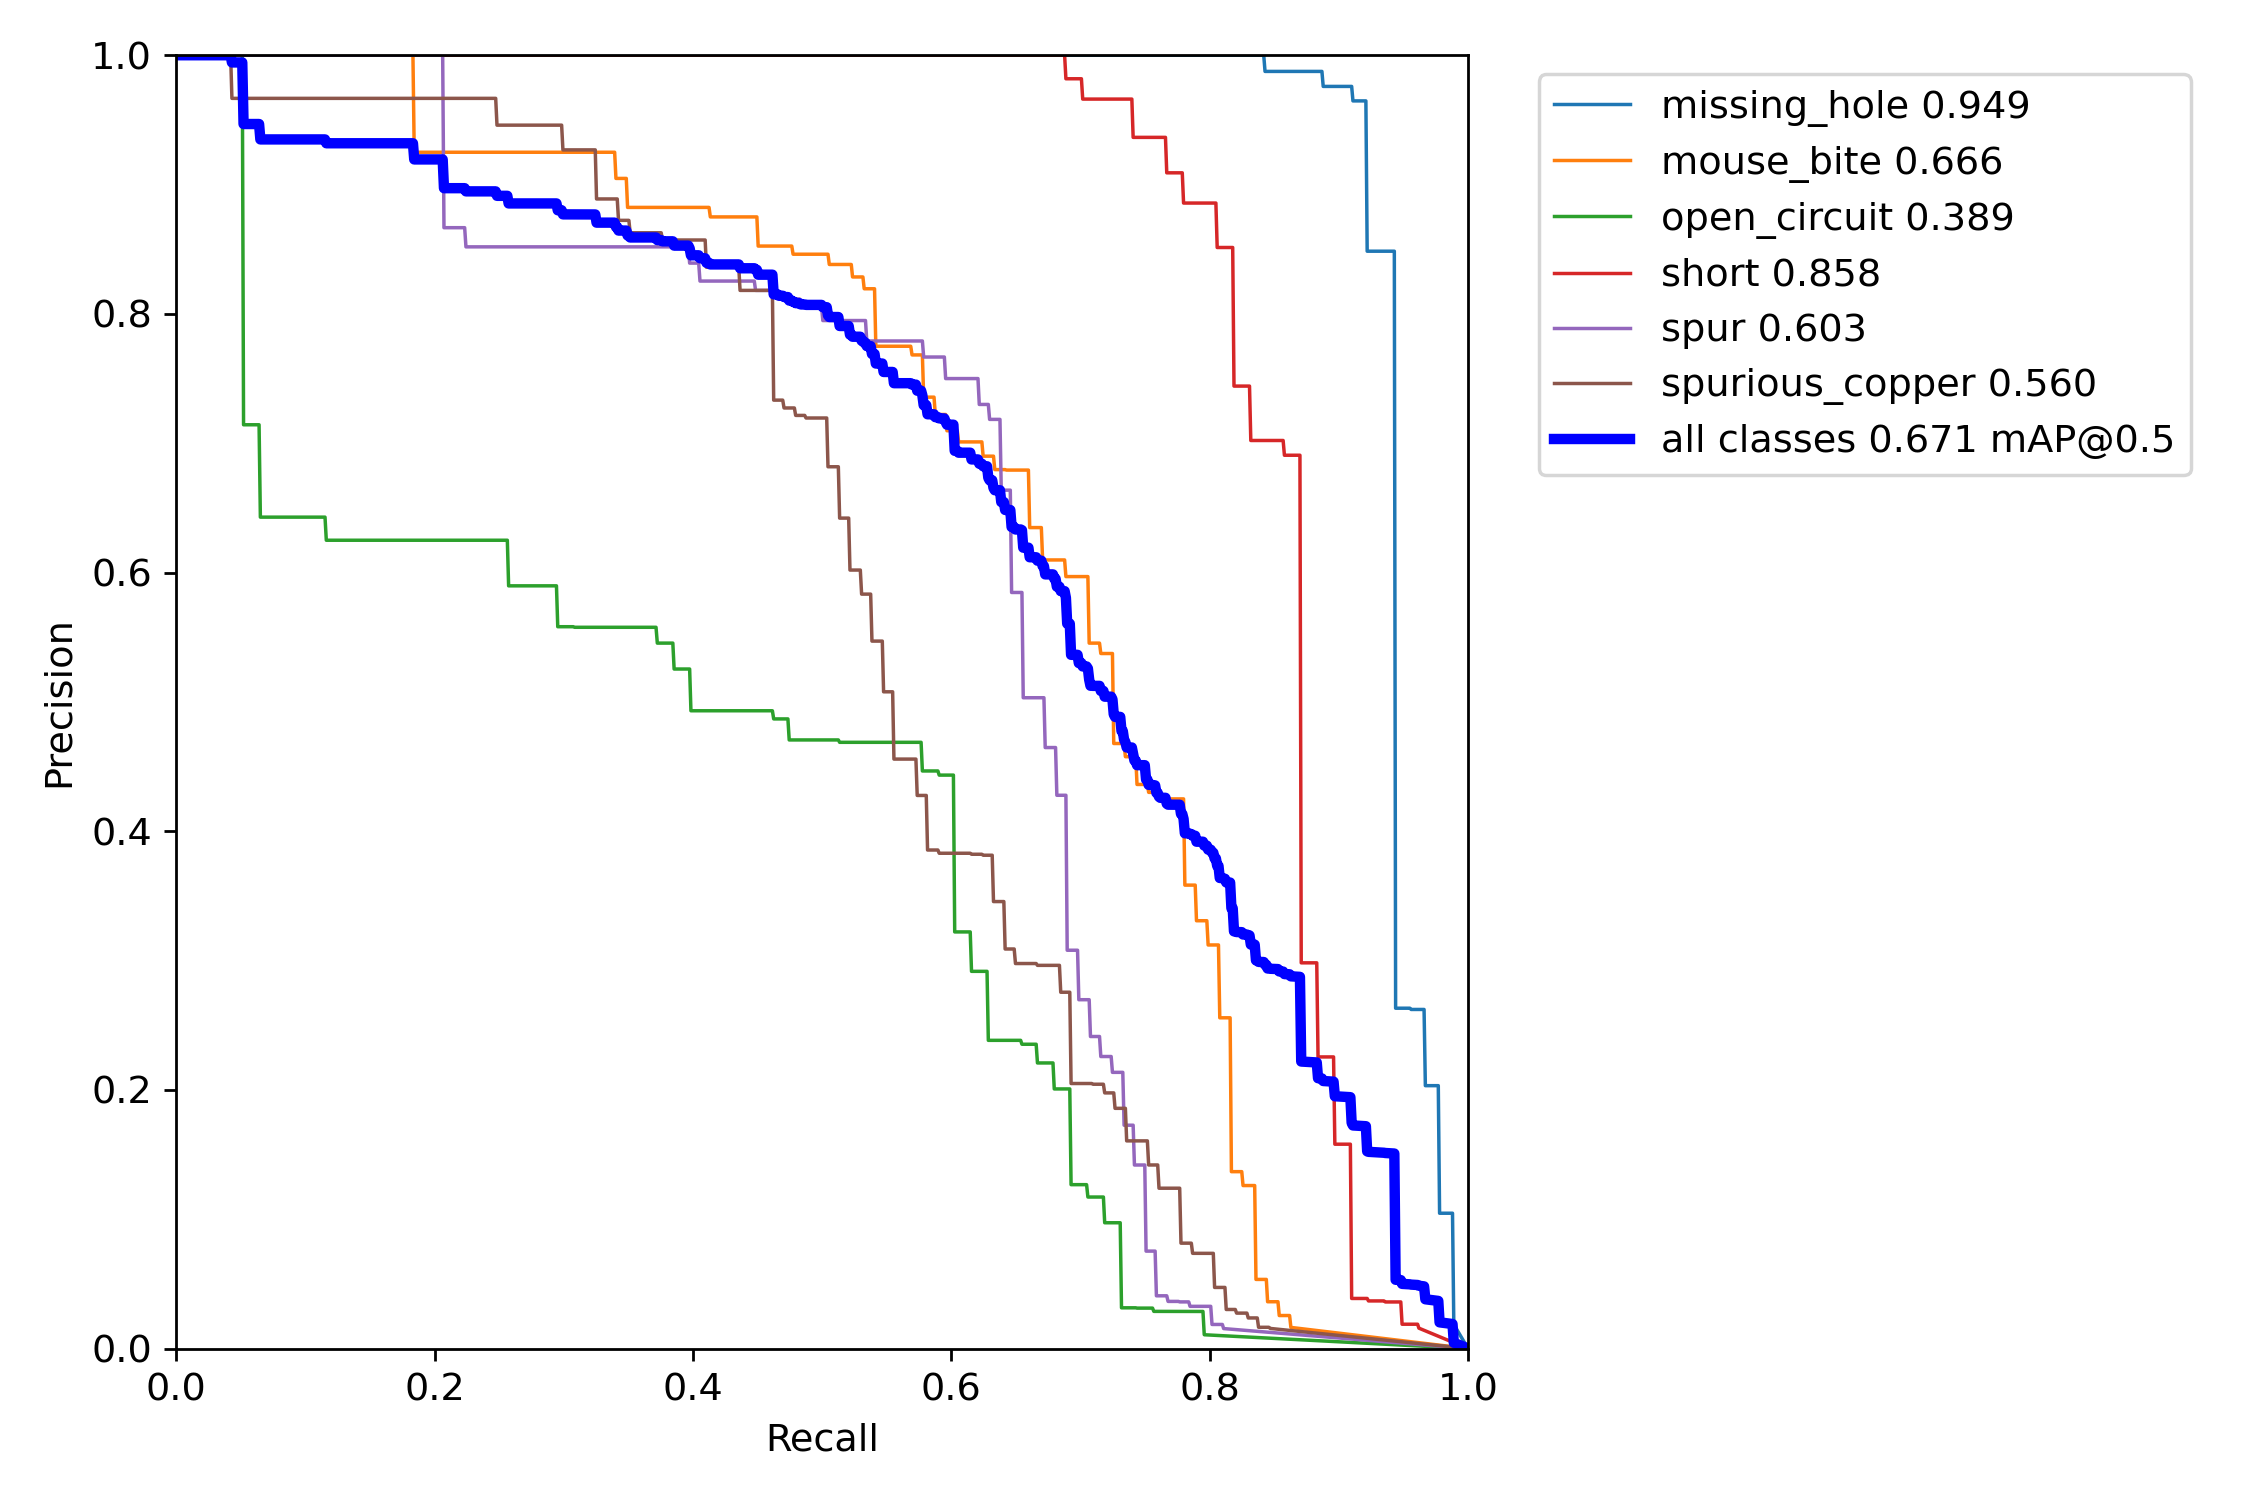 1.0
0.8
0.6
0.4
0.2
0.0
Precision
0.0 0.2 0.4 0.6 0.8 1.0
Recall
missing_hole 0.949
mouse_bite 0.666
open_circuit 0.389
short 0.858
spur 0.603
spurious_copper 0.560
all classes 0.671 mAP@0.5